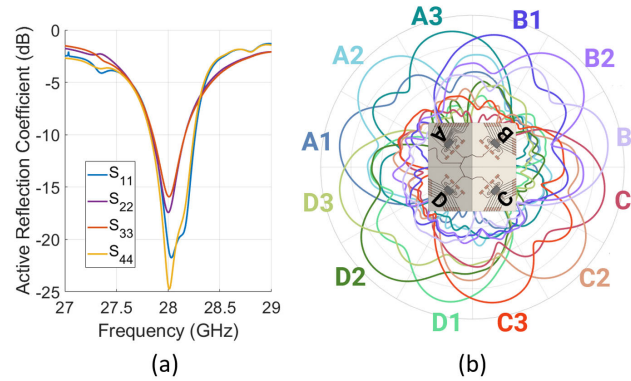 0
-5
-10
-15
-20
-25
Active Reflection Coefficient (dB)
S11
S22
S33
S44
27
27.5
28
28.5
29
Frequency (GHz)
(a)
A3
B1
A2
B2
A1
B
D3
C
D2
C2
D1
C3
A
B
D
C
(b)